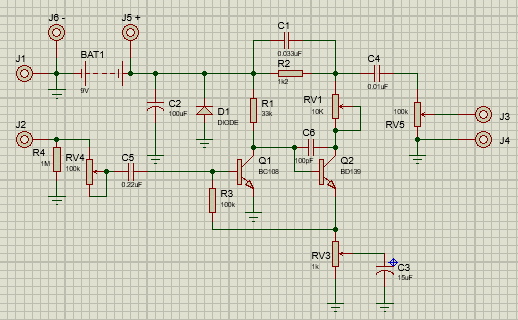 J6 -
J5 +
J1
BAT1
9V
C1
0.033uF
R2
1k2
C4
0.01uF
C2
100uF
D1
DIODE
R1
33k
RV1
10K
100k
RV5
J3
J4
J2
R4
1M
RV4
100k
C5
0.22uF
C6
100pF
Q1
BC108
Q2
BD139
R3
100k
RV3
1k
C3
15uF